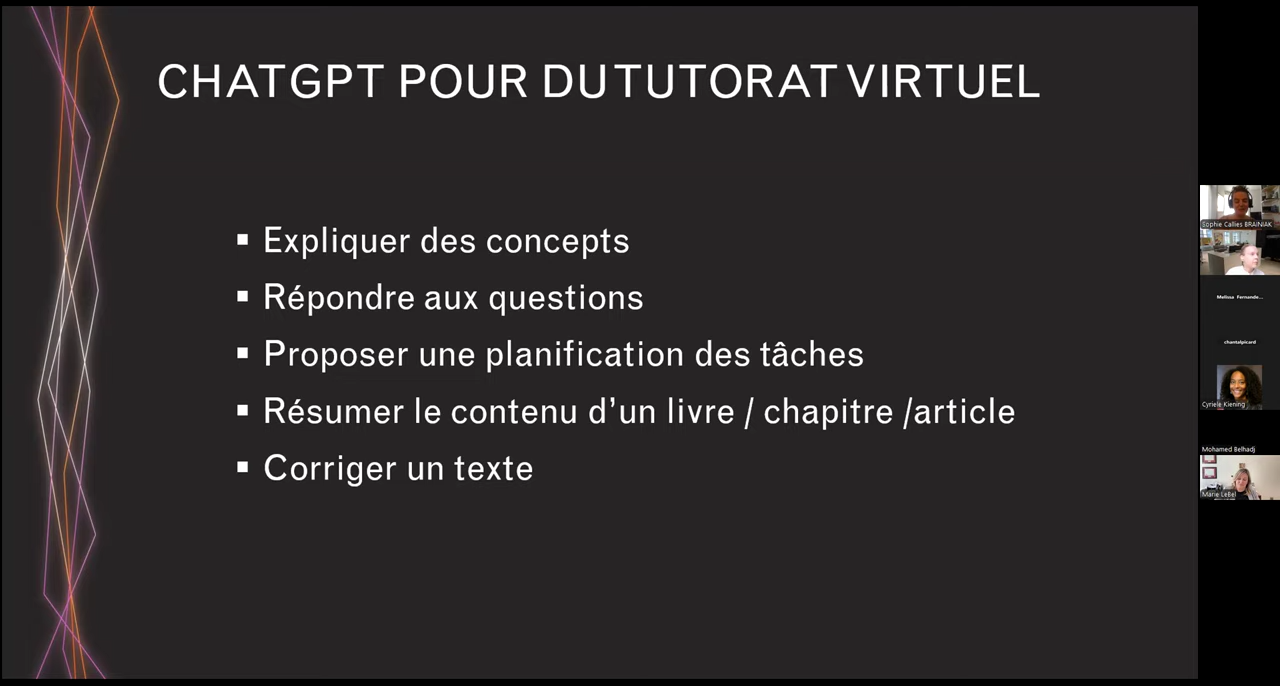 CHATGPT POUR DU TUTORAT VIRTUEL
▪ Expliquer des concepts
▪ Répondre aux questions
▪ Proposer une planification des tâches
▪ Résumer le contenu d’un livre / chapitre /article
▪ Corriger un texte
Sophie Callies BRAINIAK
Melissa Fernande...
chantalpicard
Cyriele Kiening
Mohamed Belhadj
Marie LeBel